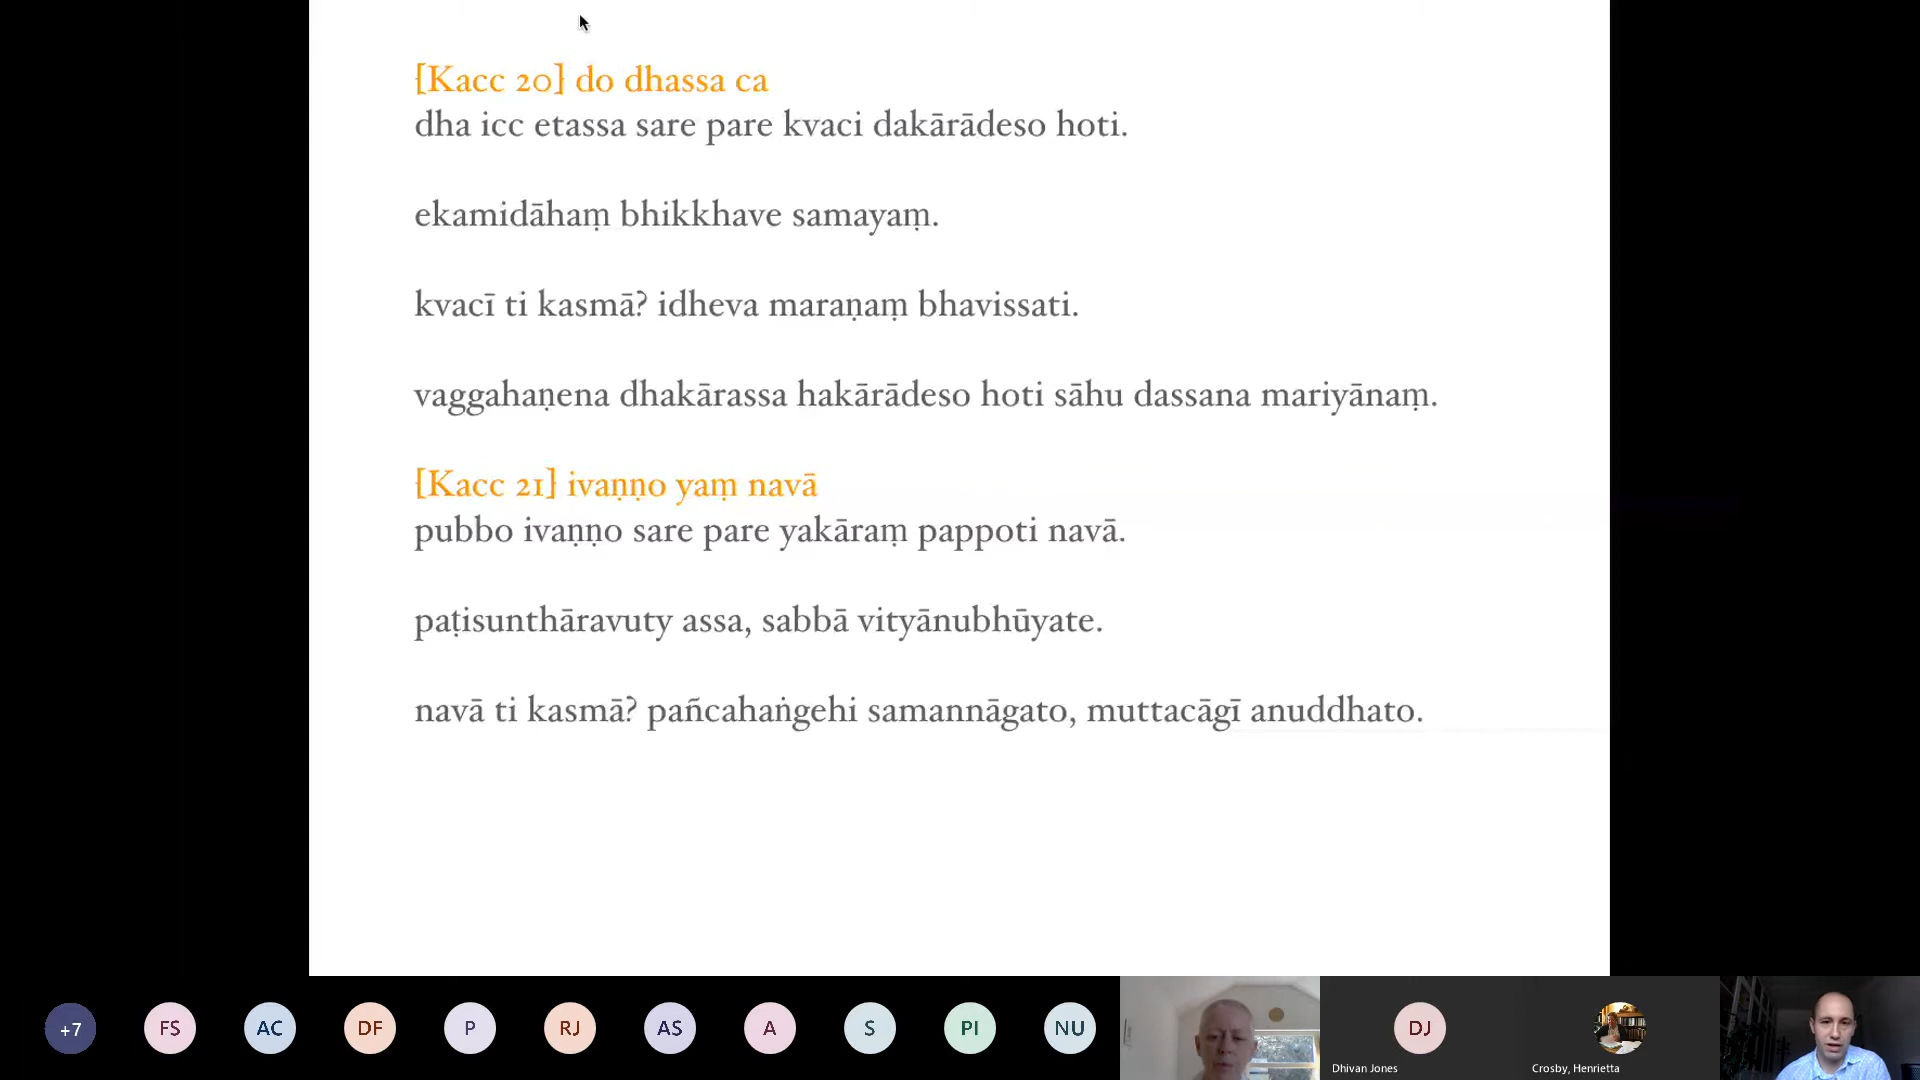 [Kacc 20] do dhassa ca
dha icc etassa sare pare kvaci dakārādeso hoti.
ekamidāhaṃ bhikkhave samayaṃ.
kvacī ti kasmā? idheva maraṇaṃ bhavissati.
vaggahaṇena dhakārassa hakārādeso hoti sāhu dassana mariyānaṃ.
[Kacc 21] ivaṇṇo yaṃ navā
pubbo ivaṇṇo sare pare yakāraṃ pappoti navā.
paṭisunthāravuty assa, sabbā vityānubhūyate.
navā ti kasmā? pañcahaṅgehi samannāgato, muttacāgī anuddhato.
+7 FS AC DF P RJ AS A S PI NU DJ
Dhivan Jones Crosby, Henrietta